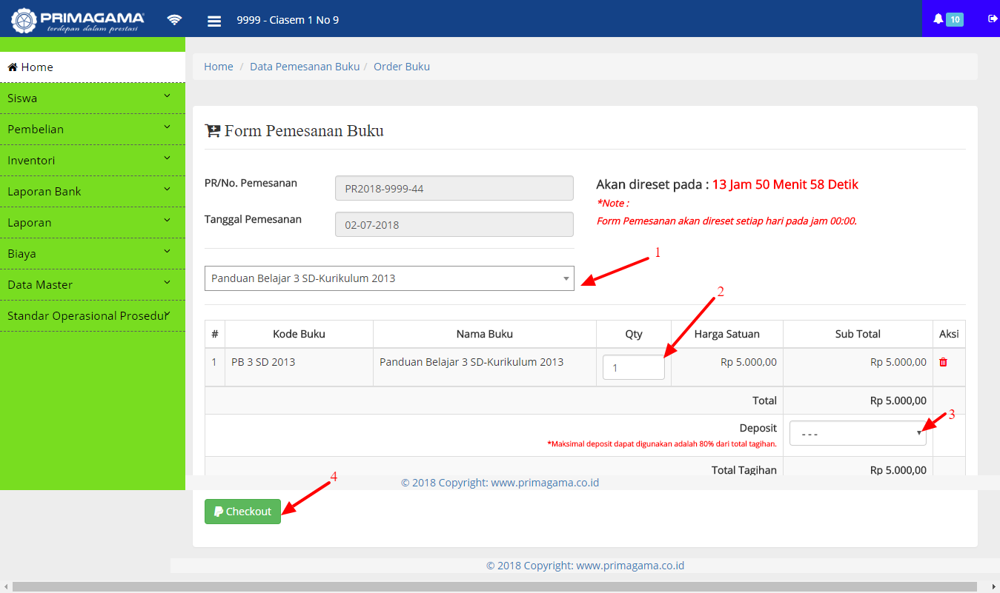 PRIMAGAMA
terdepan dalam prestasi
9999 - Ciasem 1 No 9
10
Home
Siswa
Pembelian
Inventori
Laporan Bank
Laporan
Biaya
Data Master
Standar Operasional Prosedur
Home / Data Pemesanan Buku / Order Buku
Form Pemesanan Buku
PR/No. Pemesanan
PR2018-9999-44
Tanggal Pemesanan
02-07-2018
Akan direset pada : 13 Jam 50 Menit 58 Detik
*Note :
Form Pemesanan akan direset setiap hari pada jam 00:00.
1
Panduan Belajar 3 SD-Kurikulum 2013
2
# Kode Buku Nama Buku Qty Harga Satuan Sub Total Aksi
1 PB 3 SD 2013 Panduan Belajar 3 SD-Kurikulum 2013 1 Rp 5.000,00 Rp 5.000,00
Total Rp 5.000,00
3
Deposit - - -
*Maksimal deposit dapat digunakan adalah 80% dari total tagihan.
Total Tagihan Rp 5.000,00
4
© 2018 Copyright: www.primagama.co.id
Checkout
© 2018 Copyright: www.primagama.co.id